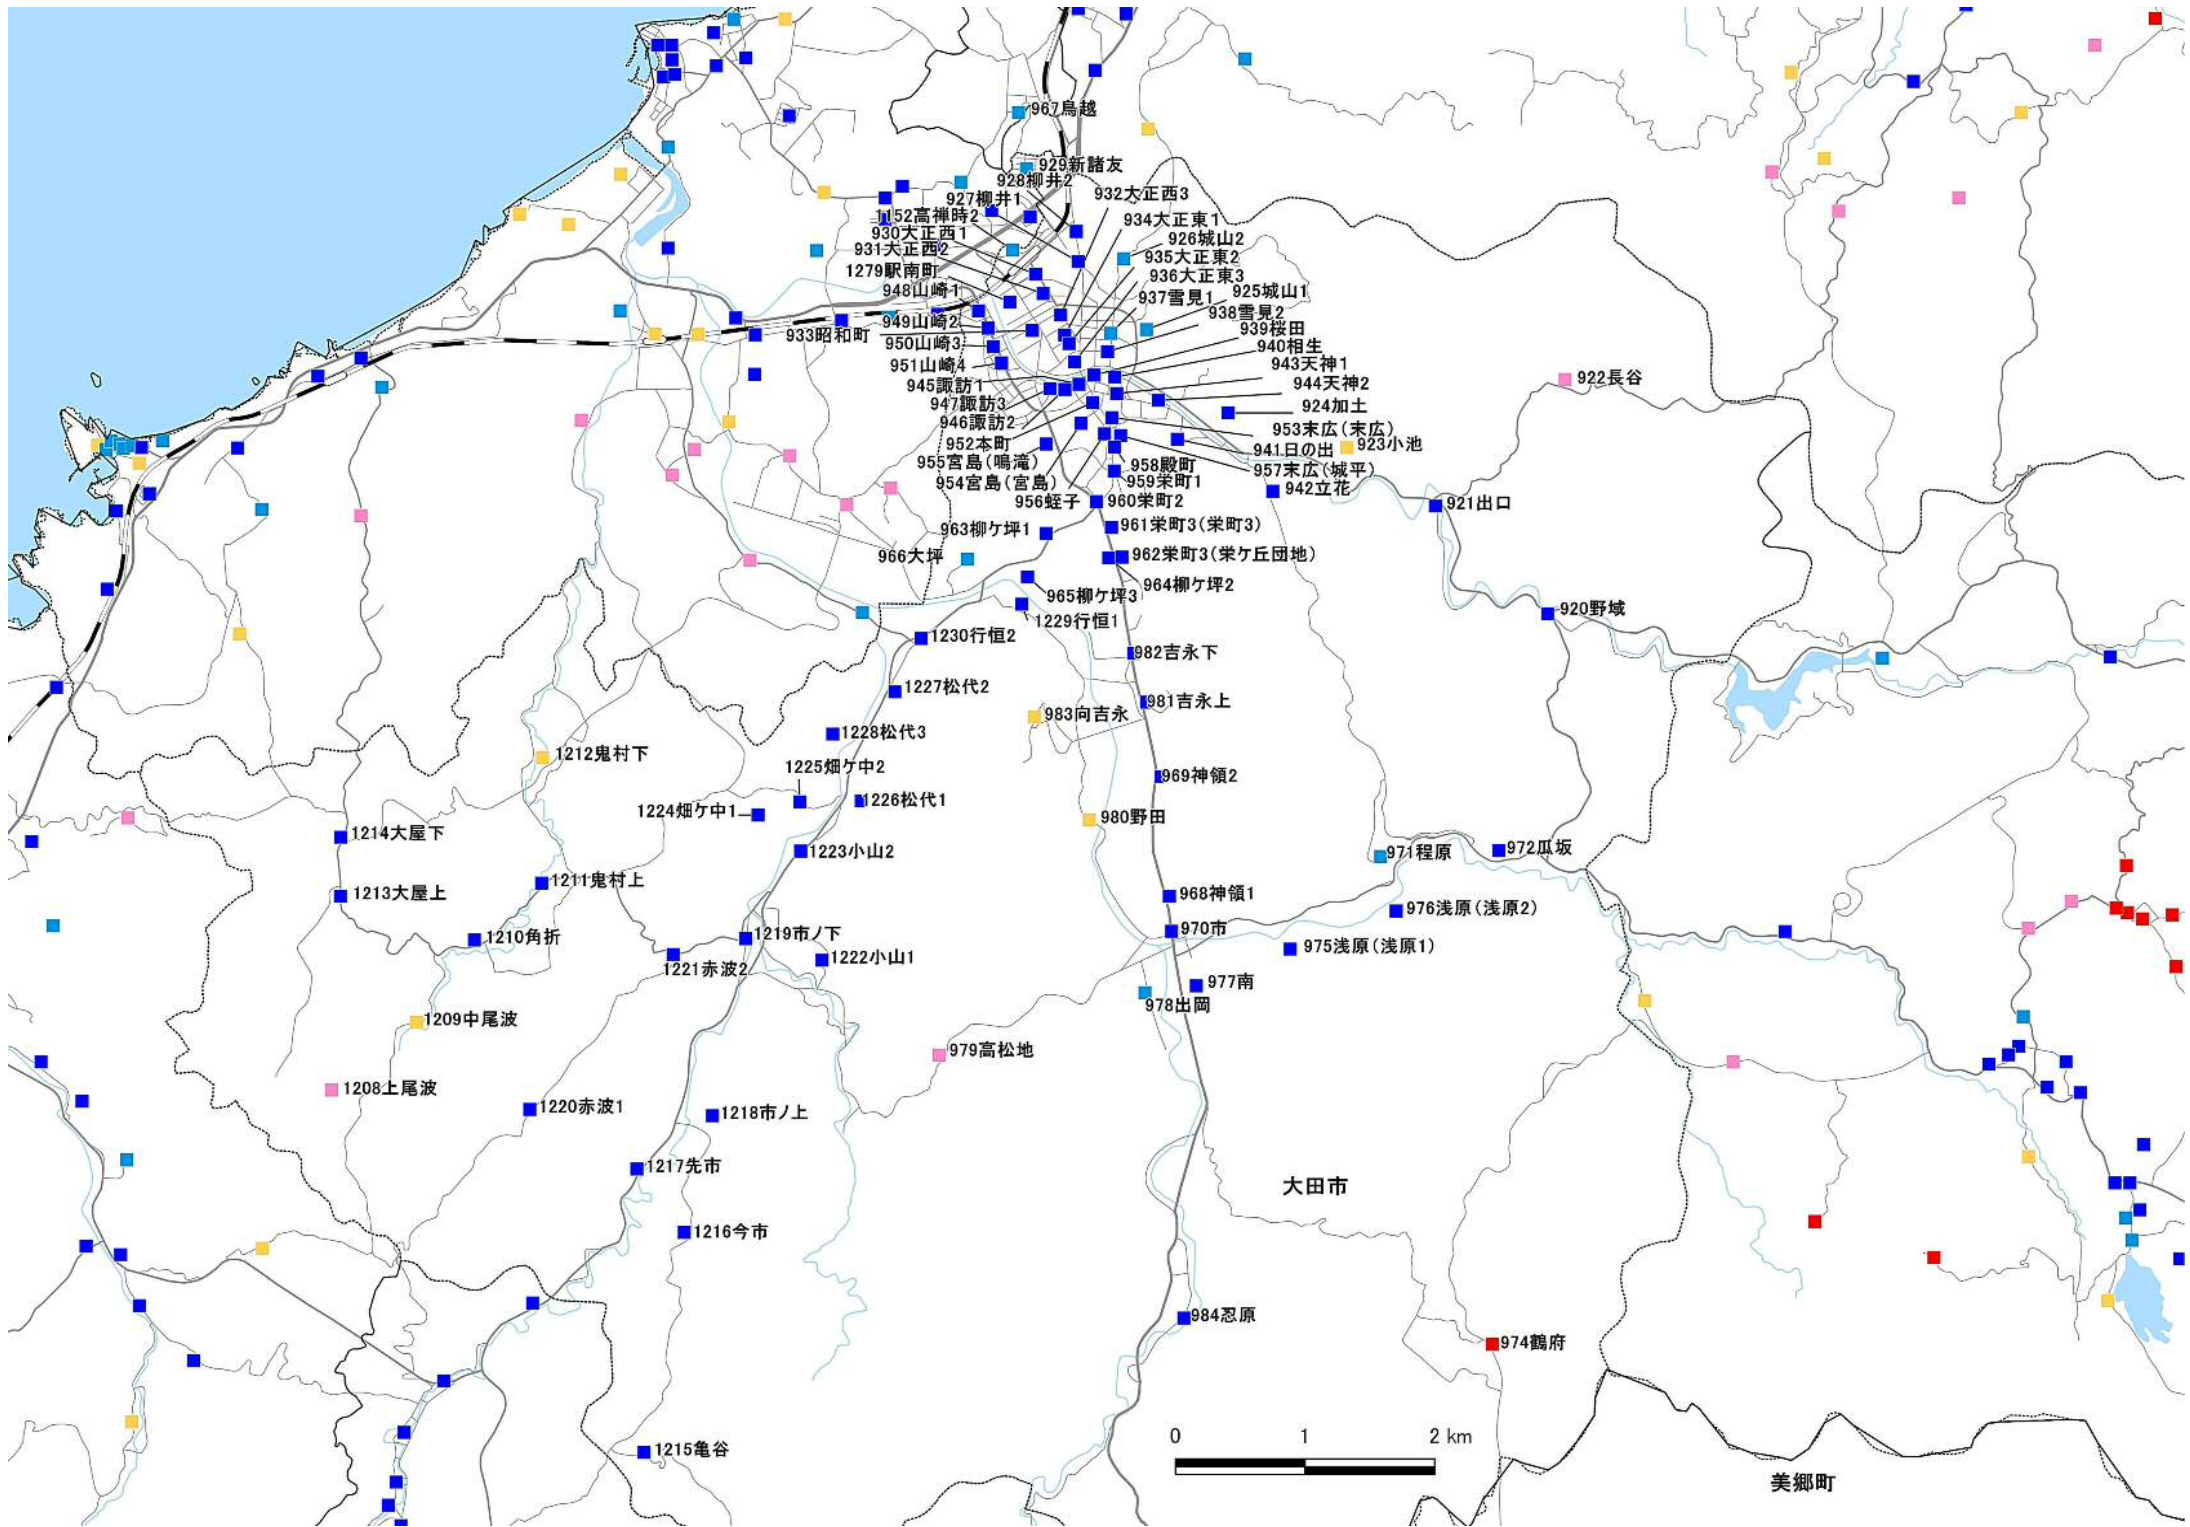 967鳥越
929新諸友
928柳井2
932大正西3
927柳井1
1152高禅時2
934大正東1
930大正西1
926城山2
931大正西2
935大正東2
1279駅南町
936大正東3
948山崎1
937雪見1
925城山1
938雪見2
949山崎2
939桜田
933昭和町
950山崎3
940相生
951山崎4
943天神1
922長谷
945諏訪1
944天神2
947諏訪3
924加土
946諏訪2
953末広(末広)
952本町
941日の出
923小池
955宮島(鳴滝)
958殿町
957末広(城平)
954宮島(宮島)
959栄町1
942立花
956蛭子
960栄町2
921出口
961栄町3(栄町3)
963柳ケ坪1
966大坪
962栄町3(栄ケ丘団地)
964柳ケ坪2
965柳ケ坪3
920野城
1229行恒1
1230行恒2
982吉永下
1227松代2
981吉永上
983向吉永
1228松代3
1212鬼村下
1225畑ケ中2
969神領2
1226松代1
1224畑ケ中1
980野田
1214大屋下
1223小山2
971程原
972瓜坂
1211鬼村上
1213大屋上
968神領1
976浅原(浅原2)
970市
1219市ノ下
1210角折
975浅原(浅原1)
1222小山1
1221赤波2
977南
978出岡
1209中尾波
979高松地
1208上尾波
1220赤波1
1218市ノ上
1217先市
大田市
1216今市
984忍原
974鶴府
0 1 2 km
1215亀谷
美郷町